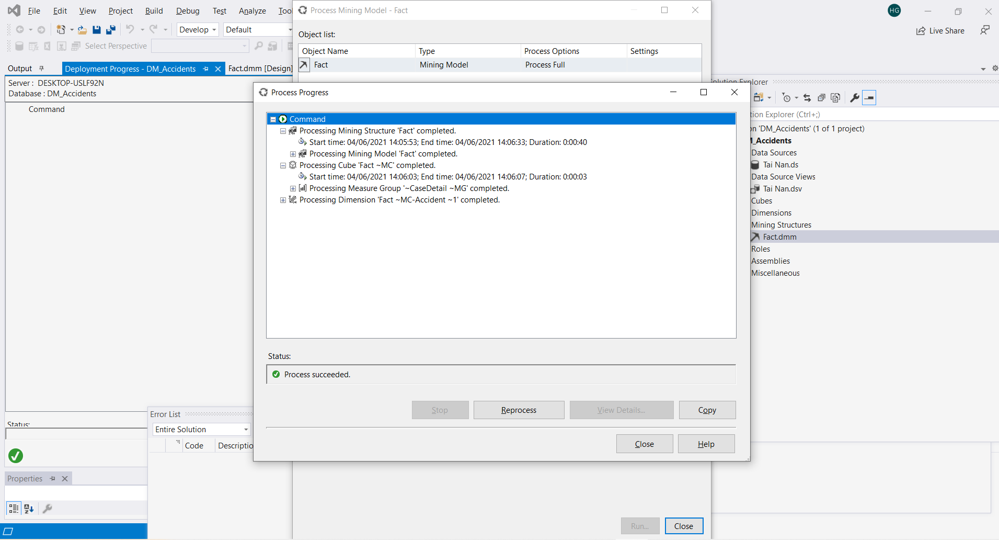 File Edit View Project Build Debug Test Analyze
Process Mining Model - Fact
HG
Develop Default
Live Share
Select Perspective
Object list:
Object Name Type Process Options Settings
Fact Mining Model Process Full
Output Deployment Progress - DM_Accidents Fact.dmm [Design]
Server : DESKTOP-USLF92N
Database : DM_Accidents
Command
Process Progress
Command
Processing Mining Structure 'Fact' completed.
Start time: 04/06/2021 14:05:53; End time: 04/06/2021 14:06:33; Duration: 0:00:40
Processing Mining Model 'Fact' completed.
Processing Cube 'Fact ~MC' completed.
Start time: 04/06/2021 14:06:03; End time: 04/06/2021 14:06:07; Duration: 0:00:03
Processing Measure Group '~CaseDetail ~MG' completed.
Processing Dimension 'Fact ~MC-Accident ~1' completed.
Status:
Process succeeded.
Stop Reprocess View Details... Copy
Close Help
Explorer
Explorer (Ctrl+;)
'DM_Accidents' (1 of 1 project)
Data Sources
Tai Nan.ds
Data Source Views
Tai Nan.dsv
Cubes
Dimensions
Mining Structures
Fact.dmm
Roles
Assemblies
Miscellaneous
Status:
Error List
Entire Solution
Code Descriptio
Properties
Run... Close